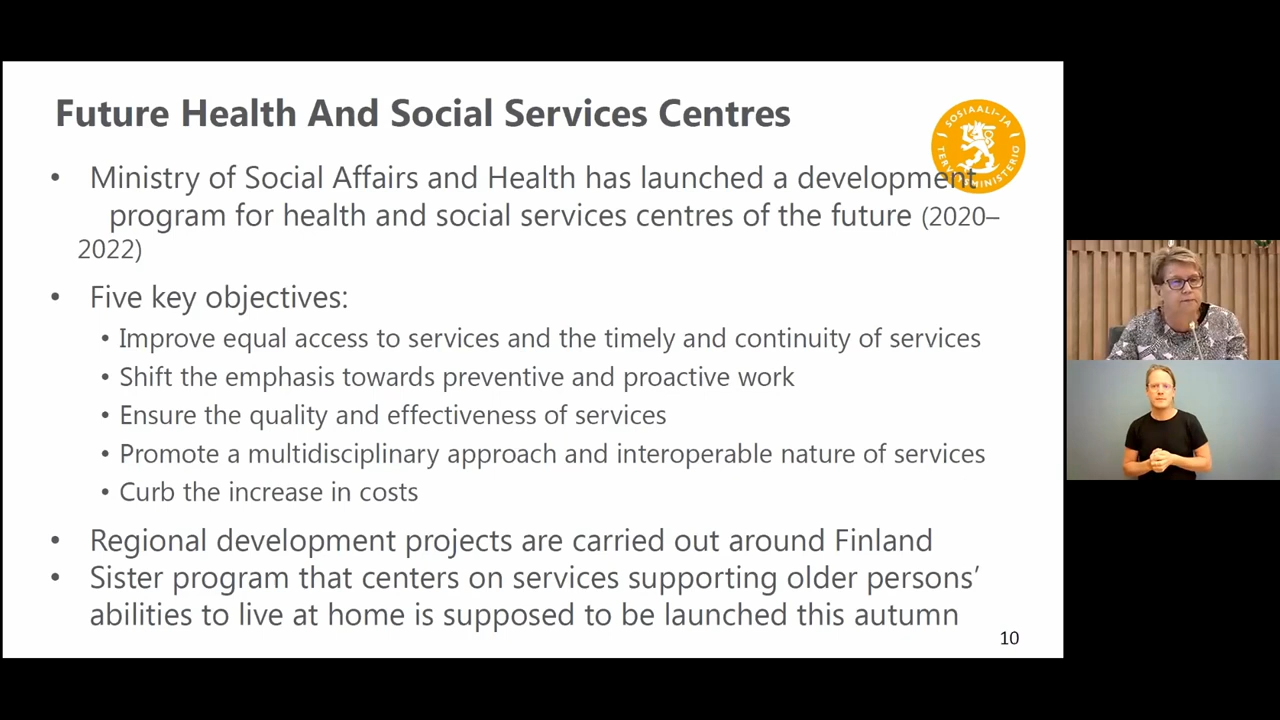 Future Health And Social Services Centres
SOSIAALI- JA
• Ministry of Social Affairs and Health has launched a development
program for health and social services centres of the future (2020–
2022)
• Five key objectives:
• Improve equal access to services and the timely and continuity of services
• Shift the emphasis towards preventive and proactive work
• Ensure the quality and effectiveness of services
• Promote a multidisciplinary approach and interoperable nature of services
• Curb the increase in costs
• Regional development projects are carried out around Finland
• Sister program that centers on services supporting older persons’
abilities to live at home is supposed to be launched this autumn
10